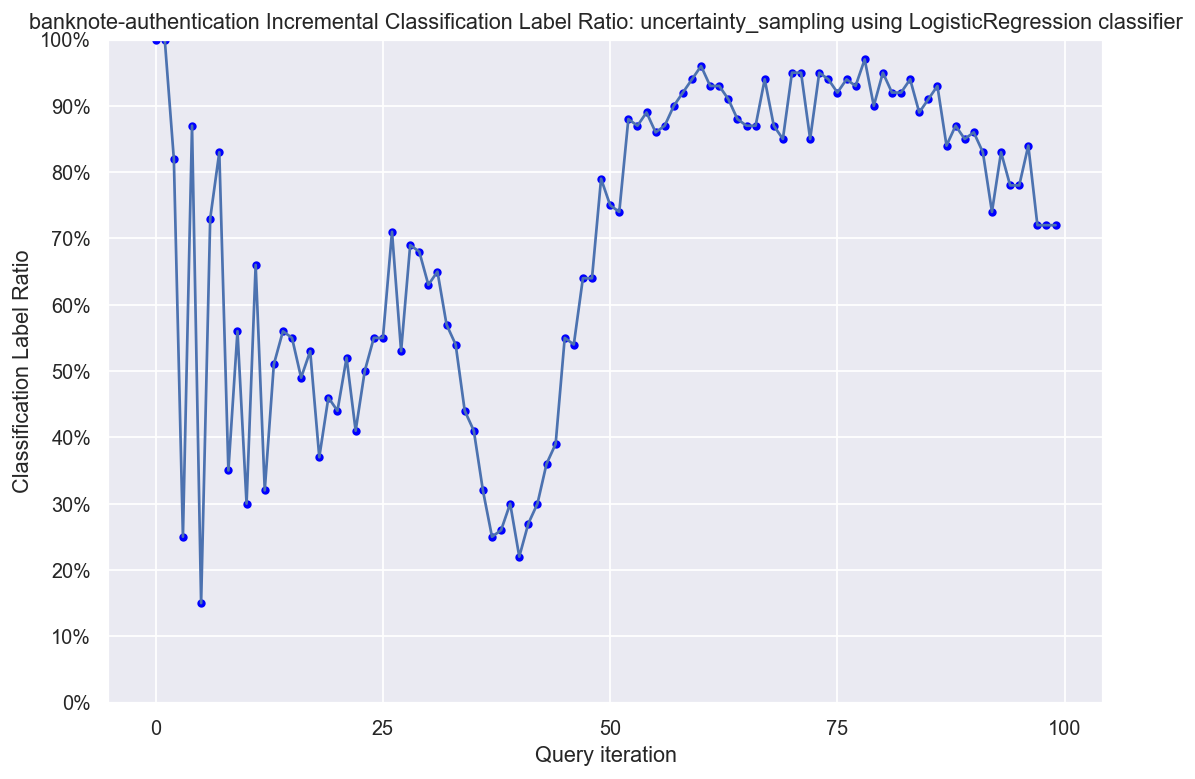 banknote-authentication Incremental Classification Label Ratio: uncertainty_sampling using LogisticRegression classifier
100%
90%
80%
70%
60%
50%
40%
30%
20%
10%
0%
Classification Label Ratio
0 25 50 75 100
Query iteration